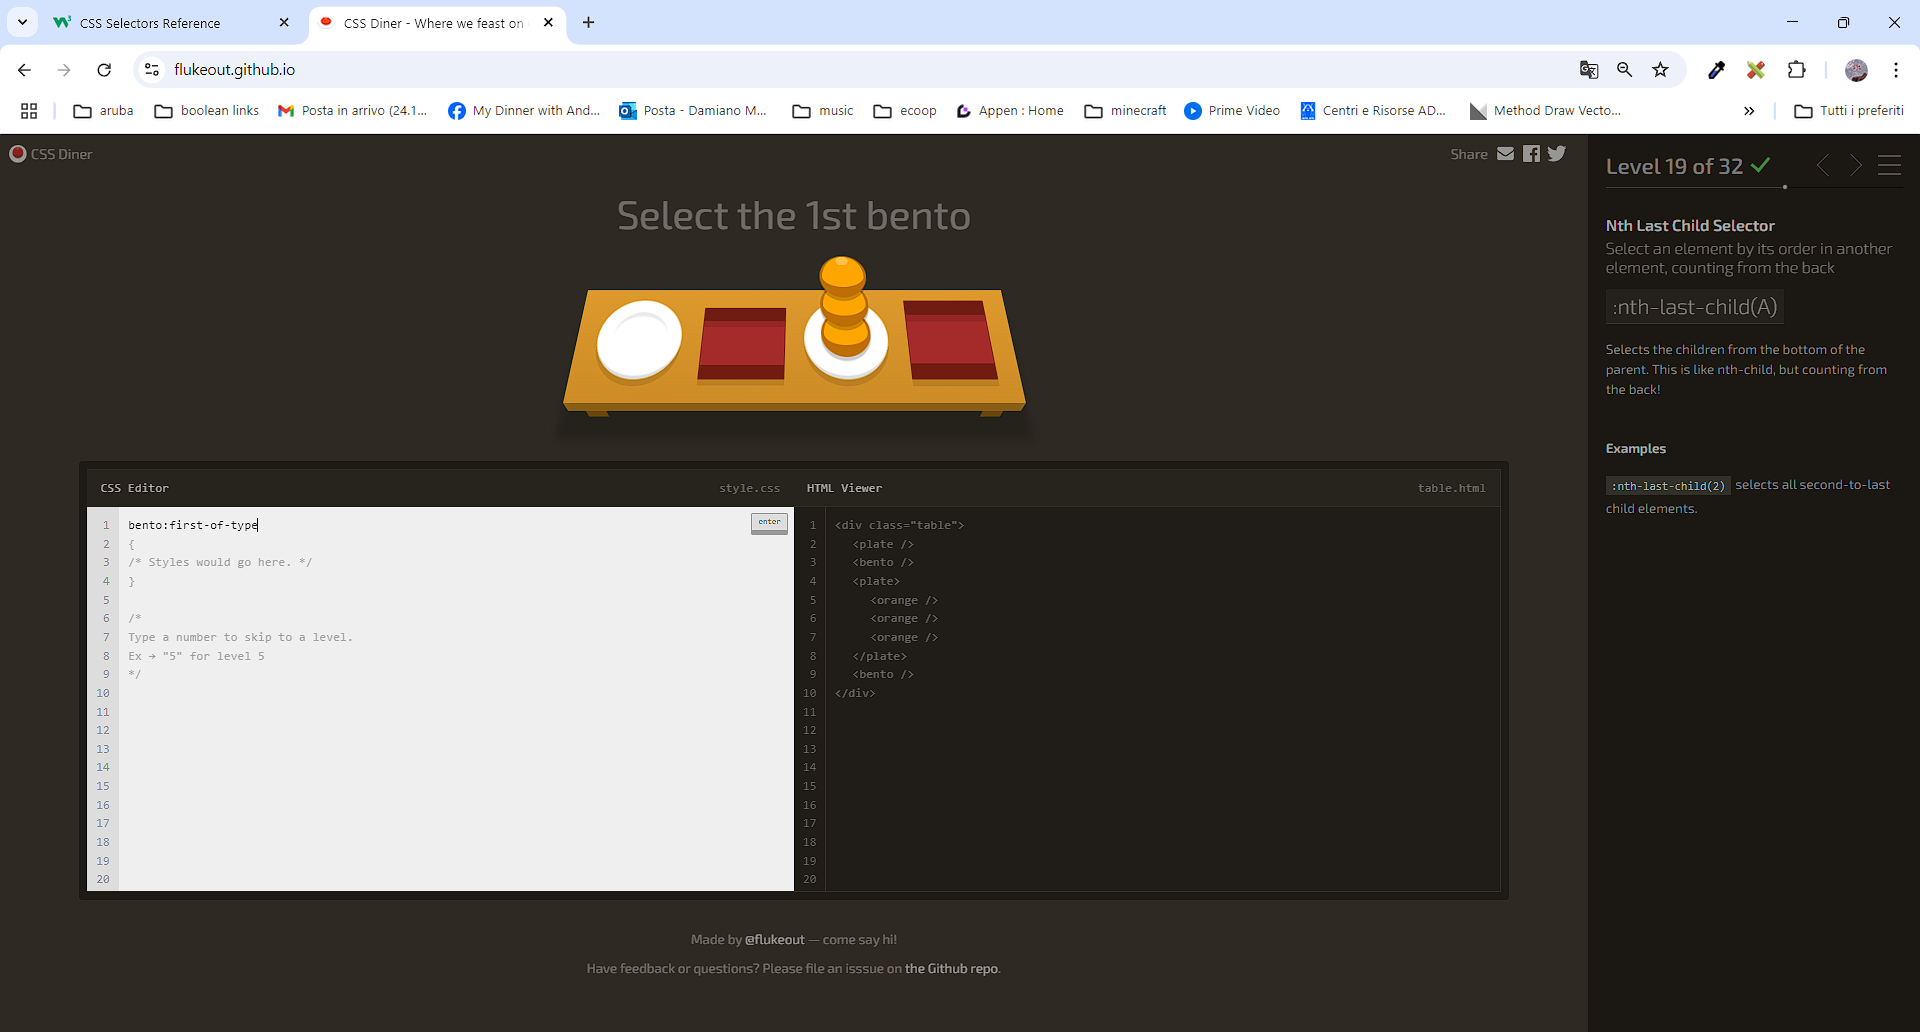 CSS Selectors Reference
CSS Diner - Where we feast on
flukeout.github.io
aruba
boolean links
Posta in arrivo (24.1...
My Dinner with And...
Posta - Damiano M...
music
ecoop
Appen : Home
minecraft
Prime Video
Centri e Risorse AD...
Method Draw Vecto...
»
Tutti i preferiti
CSS Diner
Share
Select the 1st bento
CSS Editor
style.css
HTML Viewer
table.html
1 bento:first-of-type
enter
2 {
3 /* Styles would go here. */
4 }
5
6 /*
7 Type a number to skip to a level.
8 Ex → "5" for level 5
9 */
10
11
12
13
14
15
16
17
18
19
20
1 <div class="table">
2 <plate />
3 <bento />
4 <plate>
5 <orange />
6 <orange />
7 <orange />
8 </plate>
9 <bento />
10 </div>
11
12
13
14
15
16
17
18
19
20
Made by @flukeout — come say hi!
Have feedback or questions? Please file an isssue on the Github repo.
Level 19 of 32
Nth Last Child Selector
Select an element by its order in another
element, counting from the back
:nth-last-child(A)
Selects the children from the bottom of the
parent. This is like nth-child, but counting from
the back!
Examples
:nth-last-child(2) selects all second-to-last
child elements.